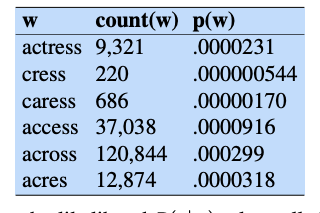 w count(w) p(w)
actress 9,321 .0000231
cress 220 .000000544
caress 686 .00000170
access 37,038 .0000916
across 120,844 .000299
acres 12,874 .0000318